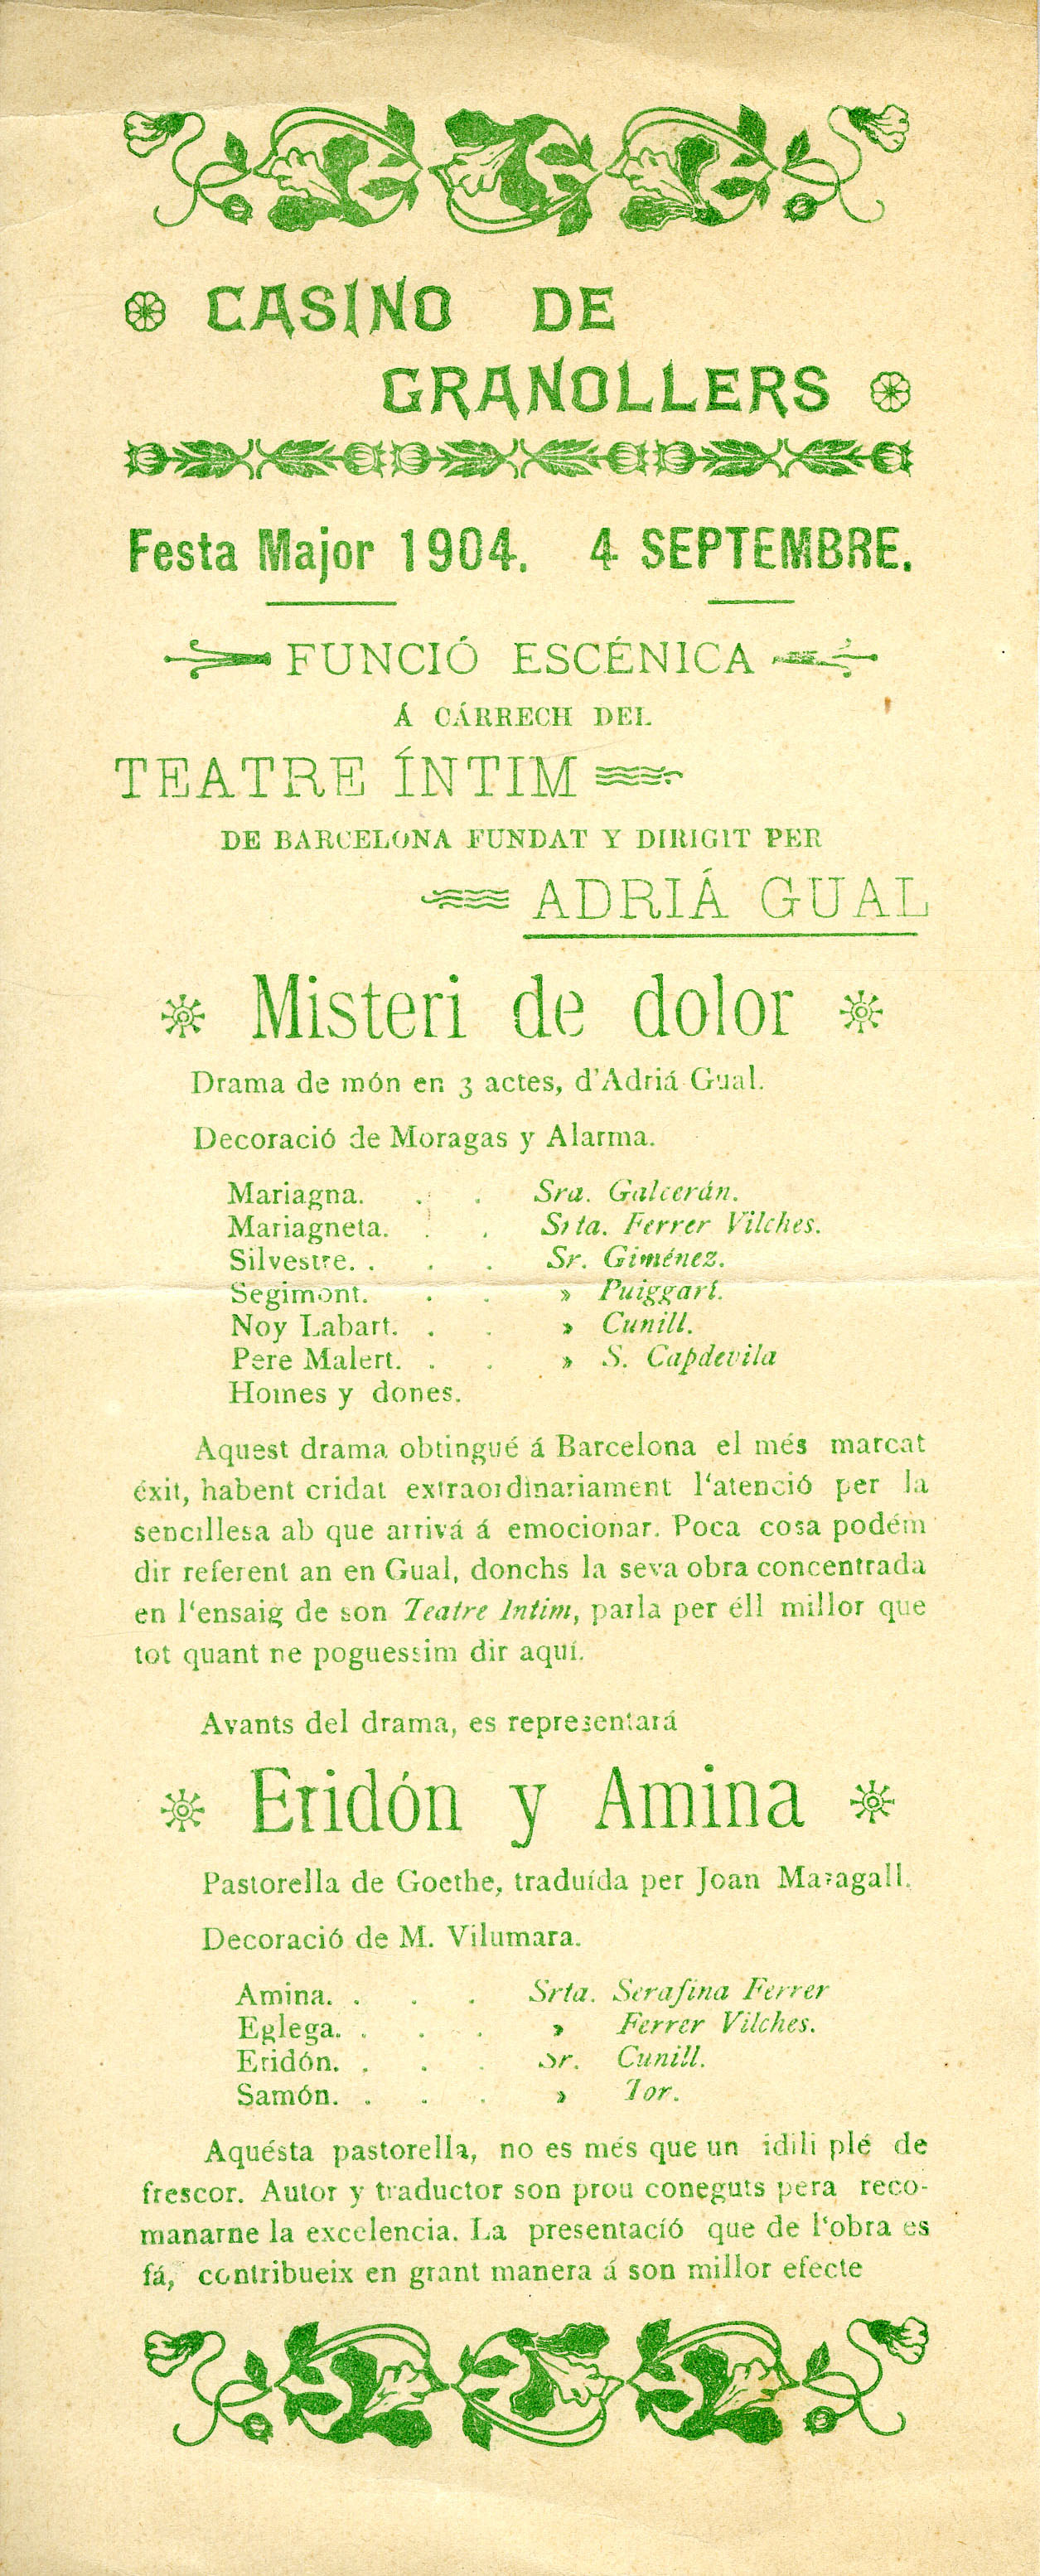 CASINO DE
GRANOLLERS
Festa Major 1904. 4 SEPTEMBRE.
FUNCIÓ ESCÉNICA
Á CÁRRECH DEL
TEATRE ÍNTIM
DE BARCELONA FUNDAT Y DIRIGIT PER
ADRIÁ GUAL
Misteri de dolor
Drama de món en 3 actes, d'Adriá Gual.
Decoració de Moragas y Alarma.
Mariagna. . . Sra. Galcerán.
Mariagneta. . . Srta. Ferrer Vilches.
Silvestre. . . . Sr. Giménez.
Segimont. . . » Puiggarí.
Noy Labart. . . » Cunill.
Pere Malert. . . » S. Capdevila
Homes y dones.
Aquest drama obtingué á Barcelona el més marcat
éxit, habent cridat extraordinariament l'atenció per la
sencillesa ab que arrivá á emocionar. Poca cosa podém
dir referent an en Gual, donchs la seva obra concentrada
en l'ensaig de son Teatre Intim, parla per éll millor que
tot quant ne poguessim dir aquí.
Avants del drama, es representará
Eridón y Amina
Pastorella de Goethe, traduída per Joan Maragall.
Decoració de M. Vilumara.
Amina. . . . Srta. Serafina Ferrer
Eglega. . . . » Ferrer Vilches.
Eridón. . . . Sr. Cunill.
Samón. . . . » Tor.
Aquésta pastorella, no es més que un idili plé de
frescor. Autor y traductor son prou coneguts pera reco-
manarne la excelencia. La presentació que de l'obra es
fá, contribueix en grant manera á son millor efecte